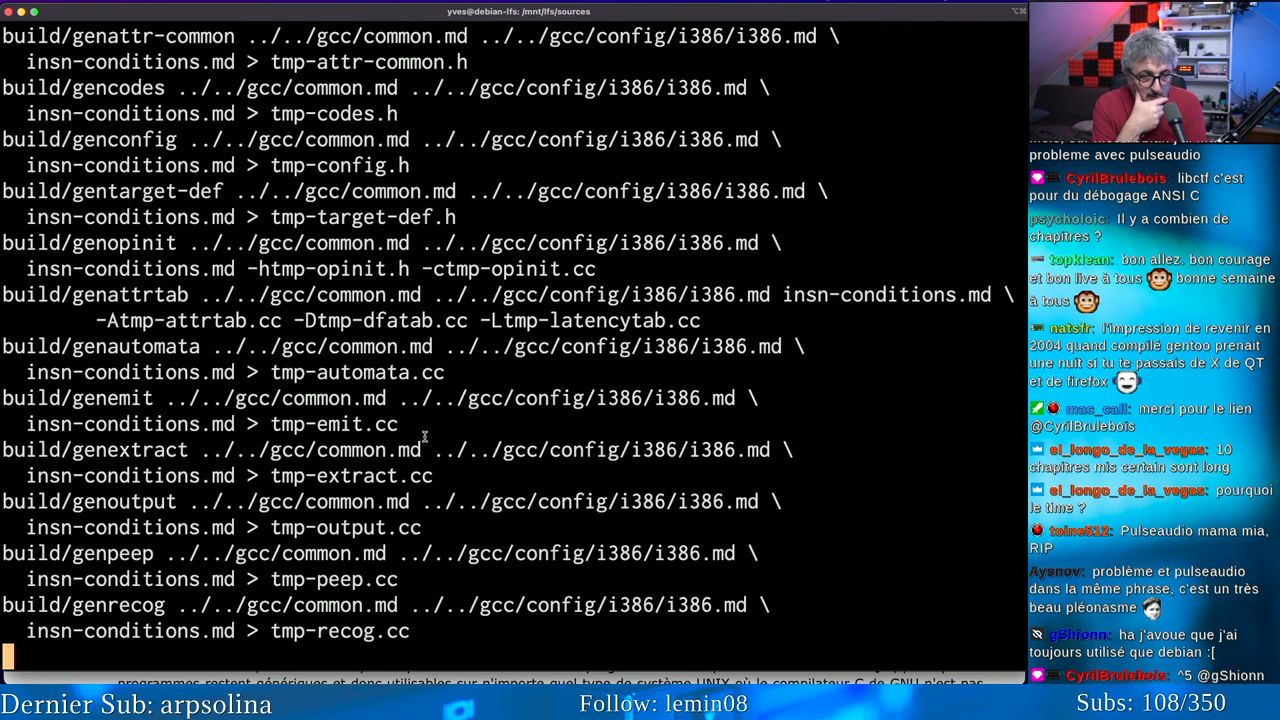 yves@debian-lfs: /mnt/lfs/sources
build/genattr-common ../../gcc/common.md ../../gcc/config/i386/i386.md \
insn-conditions.md > tmp-attr-common.h
build/gencodes ../../gcc/common.md ../../gcc/config/i386/i386.md \
insn-conditions.md > tmp-codes.h
build/genconfig ../../gcc/common.md ../../gcc/config/i386/i386.md \
insn-conditions.md > tmp-config.h
build/gentarget-def ../../gcc/common.md ../../gcc/config/i386/i386.md \
insn-conditions.md > tmp-target-def.h
build/genopinit ../../gcc/common.md ../../gcc/config/i386/i386.md \
insn-conditions.md -htmp-opinit.h -ctmp-opinit.cc
build/genattrtab ../../gcc/common.md ../../gcc/config/i386/i386.md insn-conditions.md \
-Atmp-attrtab.cc -Dtmp-dfatab.cc -Ltmp-latencytab.cc
build/genautomata ../../gcc/common.md ../../gcc/config/i386/i386.md \
insn-conditions.md > tmp-automata.cc
build/genemit ../../gcc/common.md ../../gcc/config/i386/i386.md \
insn-conditions.md > tmp-emit.cc
build/genextract ../../gcc/common.md ../../gcc/config/i386/i386.md \
insn-conditions.md > tmp-extract.cc
build/genoutput ../../gcc/common.md ../../gcc/config/i386/i386.md \
insn-conditions.md > tmp-output.cc
build/genpeep ../../gcc/common.md ../../gcc/config/i386/i386.md \
insn-conditions.md > tmp-peep.cc
build/genrecog ../../gcc/common.md ../../gcc/config/i386/i386.md \
insn-conditions.md > tmp-recog.cc
probleme avec pulseaudio
CyrilBrulebois: libctf c'est
pour du débogage ANSI C
psycholoic: Il y a combien de
chapitres ?
topklean: bon allez. bon courage
et bon live à tous bonne semaine
à tous
natsfr: l'impression de revenir en
2004 quand compilé gentoo prenait
une nuit si tu te passais de X de QT
et de firefox
mac_call: merci pour le lien
@CyrilBrulebois
el_longo_de_la_vegas: 10
chapitres mis certain sont long
el_longo_de_la_vegas: pourquoi
le time ?
toine512: Pulseaudio mama mia,
RIP
Aysnov: problème et pulseaudio
dans la même phrase, c'est un très
beau pléonasme
gShionn: ha j'avoue que j'ai
toujours utilisé que debian :[
CyrilBrulebois: ^5 @gShionn
Dernier Sub: arpsolina
Follow: lemin08
Subs: 108/350